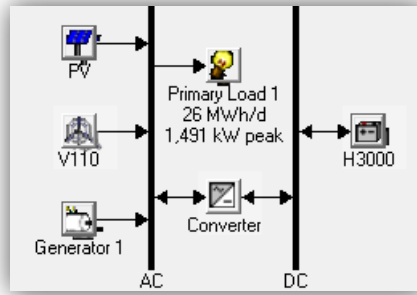 PV
Primary Load 1
26 MWh/d
1,491 kW peak
V110
H3000
Converter
Generator 1
AC
DC